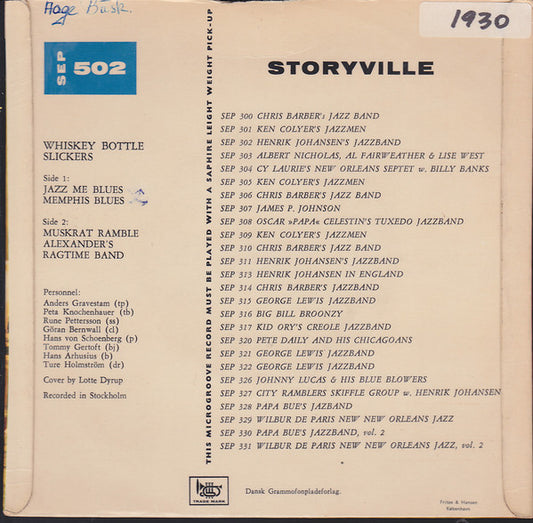 Hage Bäsk.
1930
SEP 502
STORYVILLE
WHISKEY BOTTLE
SLICKERS
Side 1:
JAZZ ME BLUES
MEMPHIS BLUES
Side 2:
MUSKRAT RAMBLE
ALEXANDER'S
RAGTIME BAND
Personnel:
Anders Gravestam (tp)
Peta Knochenhauer (tb)
Rune Pettersson (ss)
Göran Bernwall (cl)
Hans von Schoenberg (p)
Tommy Gertoft (bj)
Hans Arhusius (b)
Ture Holmström (dr)
Cover by Lotte Dyrup
Recorded in Stockholm
THIS MICROGROOVE RECORD MUST BE PLAYED WITH A SAPHIRE LEIGHT WEIGHT PICK-UP
SEP 300 CHRIS BARBER's JAZZ BAND
SEP 301 KEN COLYER'S JAZZMEN
SEP 302 HENRIK JOHANSEN'S JAZZBAND
SEP 303 ALBERT NICHOLAS, AL FAIRWEATHER & LISE WEST
SEP 304 CY LAURIE'S NEW ORLEANS SEPTET w. BILLY BANKS
SEP 305 KEN COLYER'S JAZZMEN
SEP 306 CHRIS BARBER'S JAZZ BAND
SEP 307 JAMES P. JOHNSON
SEP 308 OSCAR »PAPA« CELESTIN'S TUXEDO JAZZBAND
SEP 309 KEN COLYER'S JAZZMEN
SEP 310 CHRIS BARBER'S JAZZ BAND
SEP 311 HENRIK JOHANSEN'S JAZZBAND
SEP 313 HENRIK JOHANSEN IN ENGLAND
SEP 314 CHRIS BARBER'S JAZZBAND
SEP 315 GEORGE LEWIS JAZZBAND
SEP 316 BIG BILL BROONZY
SEP 317 KID ORY'S CREOLE JAZZBAND
SEP 320 PETE DAILY AND HIS CHICAGOANS
SEP 321 GEORGE LEWIS' JAZZBAND
SEP 322 GEORGE LEWIS JAZZBAND
SEP 326 JOHNNY LUCAS & HIS BLUE BLOWERS
SEP 327 CITY RAMBLERS SKIFFLE GROUP w. HENRIK JOHANSEN
SEP 328 PAPA BUE'S JAZBAND
SEP 329 WILBUR DE PARIS NEW NEW ORLEANS JAZZ
SEP 330 PAPA BUE'S JAZZBAND, vol. 2
SEP 331 WILBUR DE PARIS NEW NEW ORLEANS JAZZ, vol. 2
TRADE MARK
Dansk Grammofonpladeforlag.
København